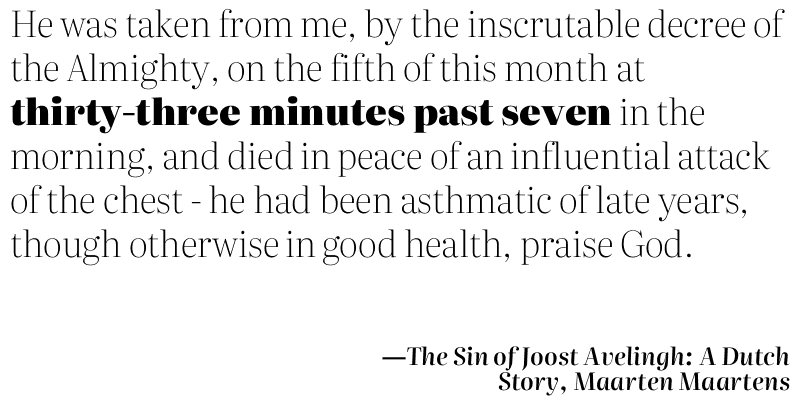 He was taken from me, by the inscrutable decree of
the Almighty, on the fifth of this month at
thirty-three minutes past seven in the
morning, and died in peace of an influential attack
of the chest - he had been asthmatic of late years,
though otherwise in good health, praise God.
—The Sin of Joost Avelingh: A Dutch
Story, Maarten Maartens